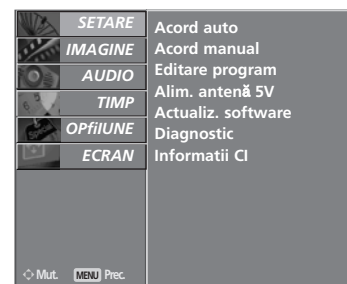 SETARE
IMAGINE
AUDIO
TIMP
OPfiIUNE
ECRAN
Acord auto
Acord manual
Editare program
Alim. antenă 5V
Actualiz. software
Diagnostic
Informatii CI
Mut. MENU Prec.